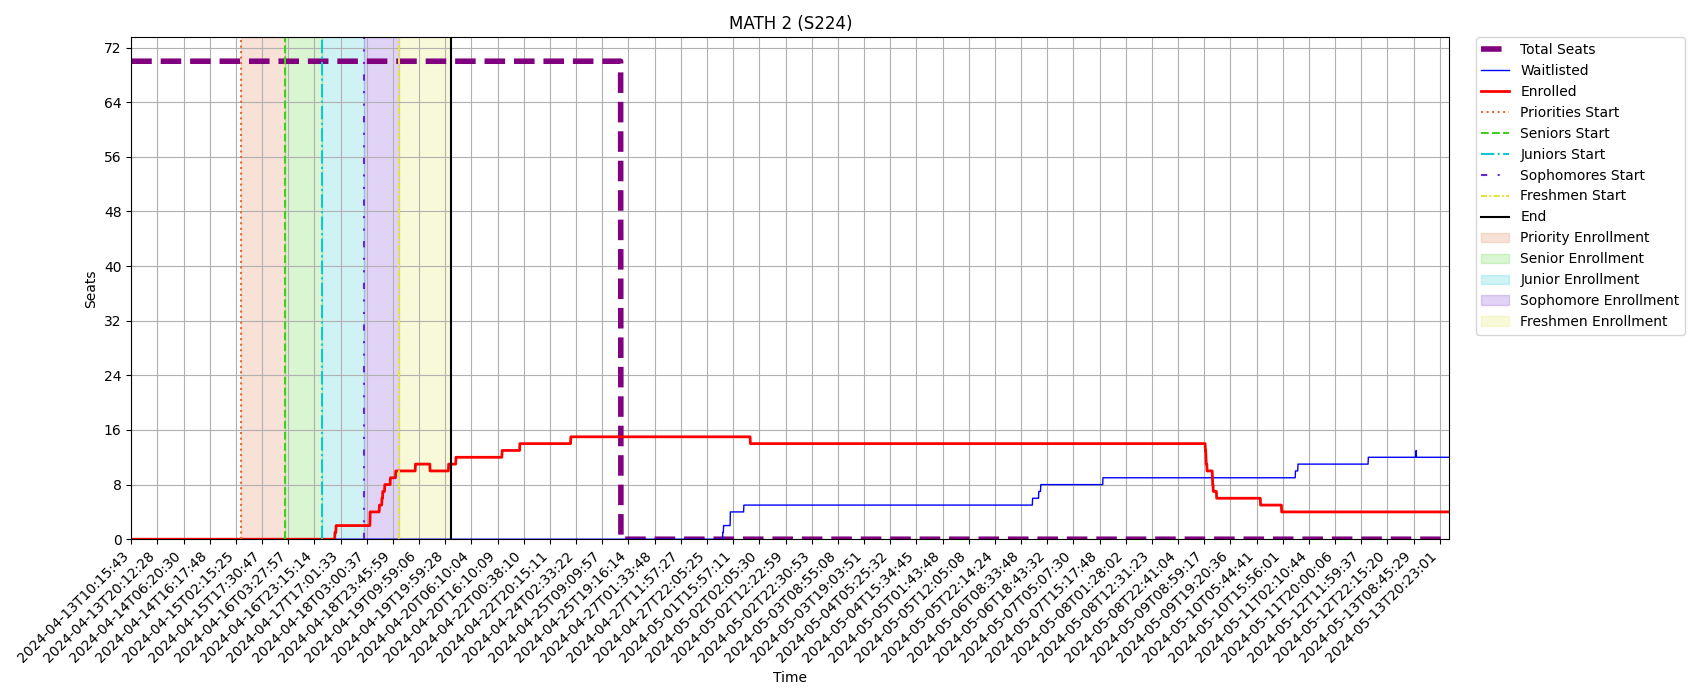 MATH 2 (S224)
Seats
72
64
56
48
40
32
24
16
8
0
2024-04-13T10:15:43
2024-04-13T20:12:28
2024-04-14T06:20:30
2024-04-14T16:17:48
2024-04-15T02:15:25
2024-04-15T17:30:47
2024-04-16T03:27:57
2024-04-16T23:15:14
2024-04-17T17:01:33
2024-04-18T03:00:37
2024-04-18T23:45:59
2024-04-19T09:59:06
2024-04-19T19:59:28
2024-04-20T06:10:04
2024-04-20T16:10:09
2024-04-22T00:38:10
2024-04-22T20:15:11
2024-04-24T02:33:22
2024-04-25T09:09:57
2024-04-25T19:16:14
2024-04-27T01:33:48
2024-04-27T11:57:27
2024-04-27T22:05:25
2024-05-01T15:57:11
2024-05-02T02:05:30
2024-05-02T12:22:59
2024-05-02T22:30:53
2024-05-03T08:55:08
2024-05-03T19:03:51
2024-05-04T05:25:32
2024-05-04T15:34:45
2024-05-05T01:43:48
2024-05-05T12:05:08
2024-05-05T22:14:24
2024-05-06T08:33:48
2024-05-06T18:43:32
2024-05-07T05:07:30
2024-05-07T15:17:48
2024-05-08T01:28:02
2024-05-08T12:31:23
2024-05-08T22:41:04
2024-05-09T08:59:17
2024-05-09T19:20:36
2024-05-10T05:44:41
2024-05-10T15:56:01
2024-05-11T02:10:44
2024-05-11T20:00:06
2024-05-12T11:59:37
2024-05-12T22:15:20
2024-05-13T08:45:29
2024-05-13T20:23:01
Time
Total Seats
Waitlisted
Enrolled
Priorities Start
Seniors Start
Juniors Start
Sophomores Start
Freshmen Start
End
Priority Enrollment
Senior Enrollment
Junior Enrollment
Sophomore Enrollment
Freshmen Enrollment